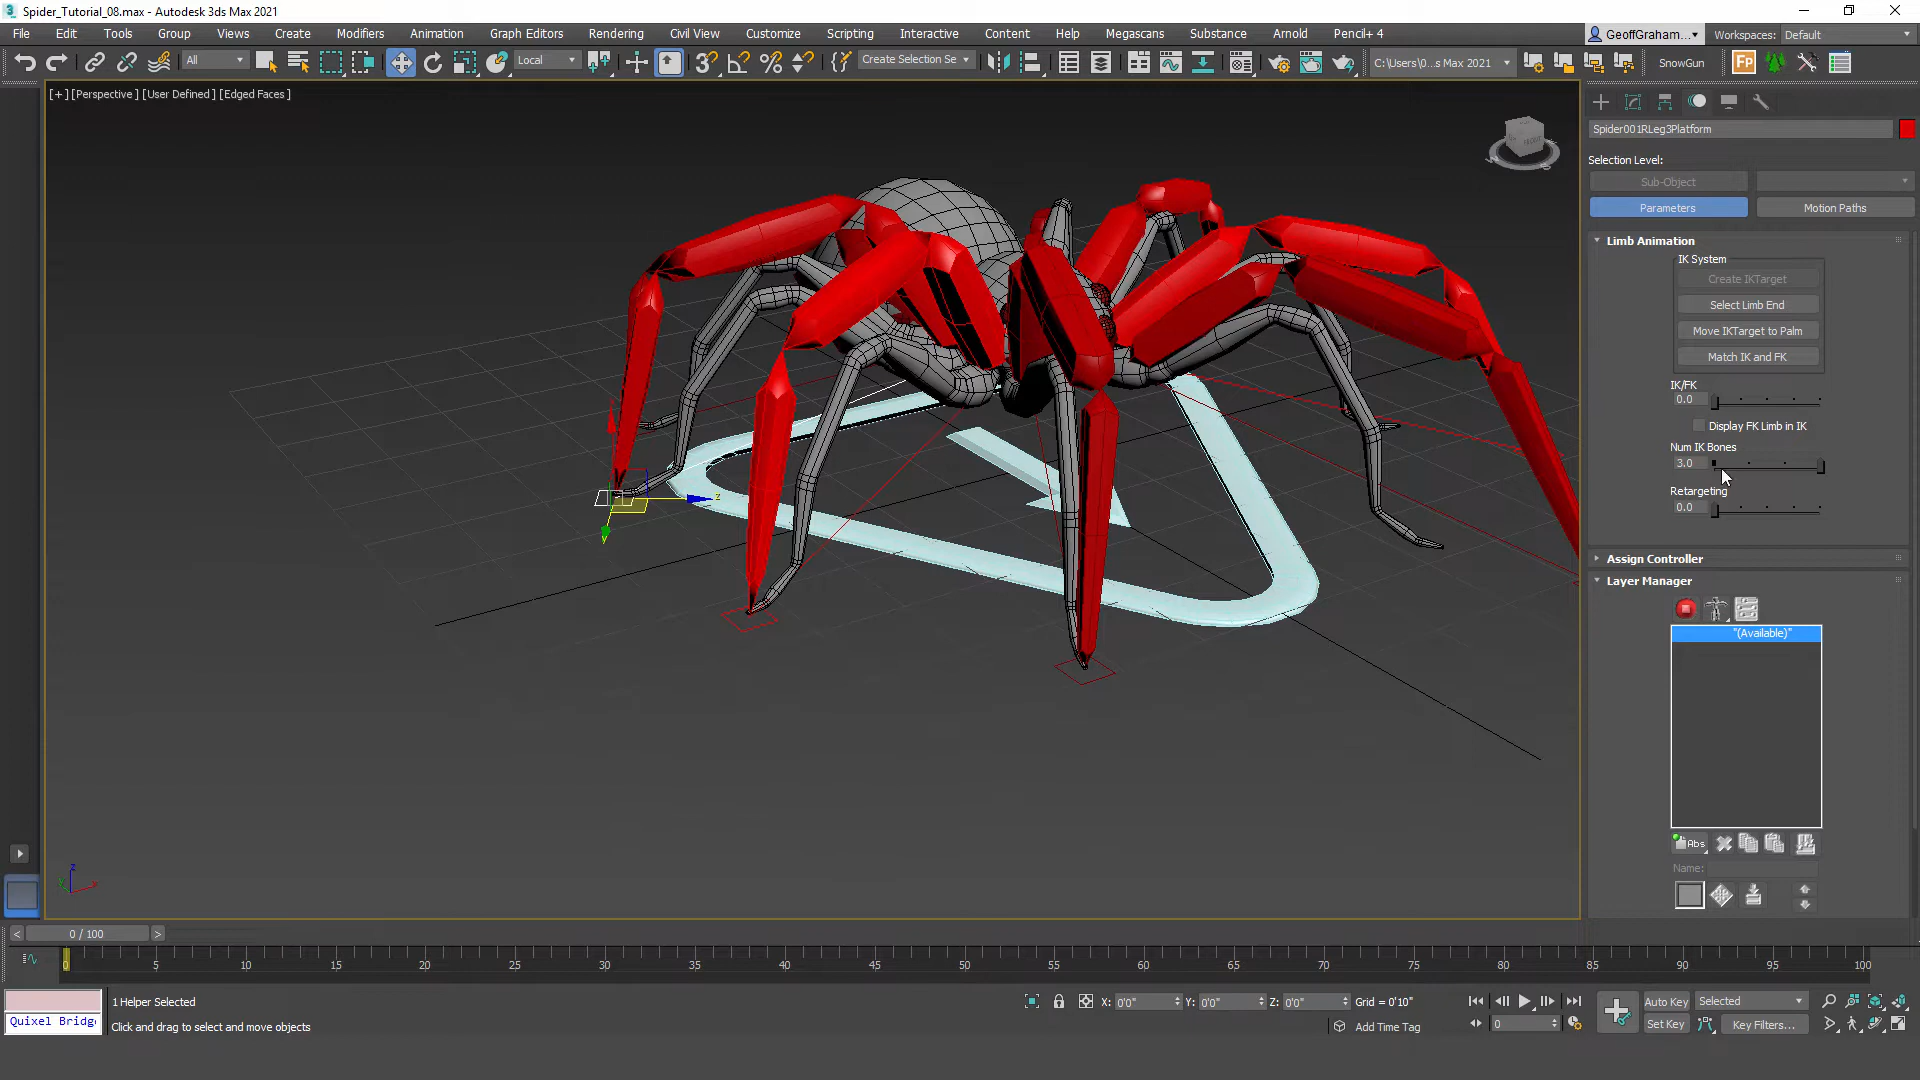 3 Spider_Tutorial_08.max - Autodesk 3ds Max 2021
File Edit Tools Group Views Create Modifiers Animation Graph Editors Rendering Civil View Customize Scripting Interactive Content Help Megascans Substance Arnold Pencil+ 4 GeoffGraham... Workspaces: Default
All Local Create Selection Se C:\Users\0...s Max 2021 SnowGun Fp
[+] [Perspective] [User Defined] [Edged Faces]
Spider001RLeg3Platform
Selection Level:
Sub-Object
Parameters Motion Paths
Limb Animation
IK System
Create IKTarget
Select Limb End
Move IKTarget to Palm
Match IK and FK
IK/FK
0.0
Display FK Limb in IK
Num IK Bones
3.0
Retargeting
0.0
z
y
Assign Controller
Layer Manager
"(Available)"
Abs
Name:
0 / 100
0 5 10 15 20 25 30 35 40 45 50 55 60 65 70 75 80 85 90 95 100
1 Helper Selected X: 0'0" Y: 0'0" Z: 0'0" Grid = 0'10" Auto Key Selected
Quixel Bridg Click and drag to select and move objects Add Time Tag 0 Set Key Key Filters...